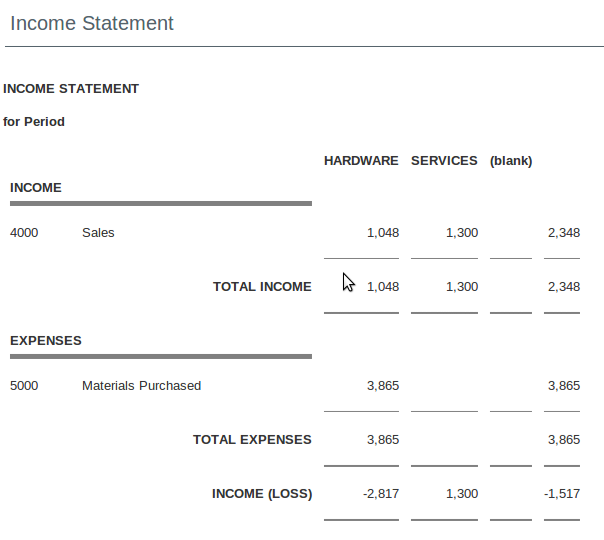 Income Statement
INCOME STATEMENT
for Period
HARDWARE SERVICES (blank)
INCOME
4000 Sales 1,048 1,300 2,348
TOTAL INCOME 1,048 1,300 2,348
EXPENSES
5000 Materials Purchased 3,865 3,865
TOTAL EXPENSES 3,865 3,865
INCOME (LOSS) -2,817 1,300 -1,517